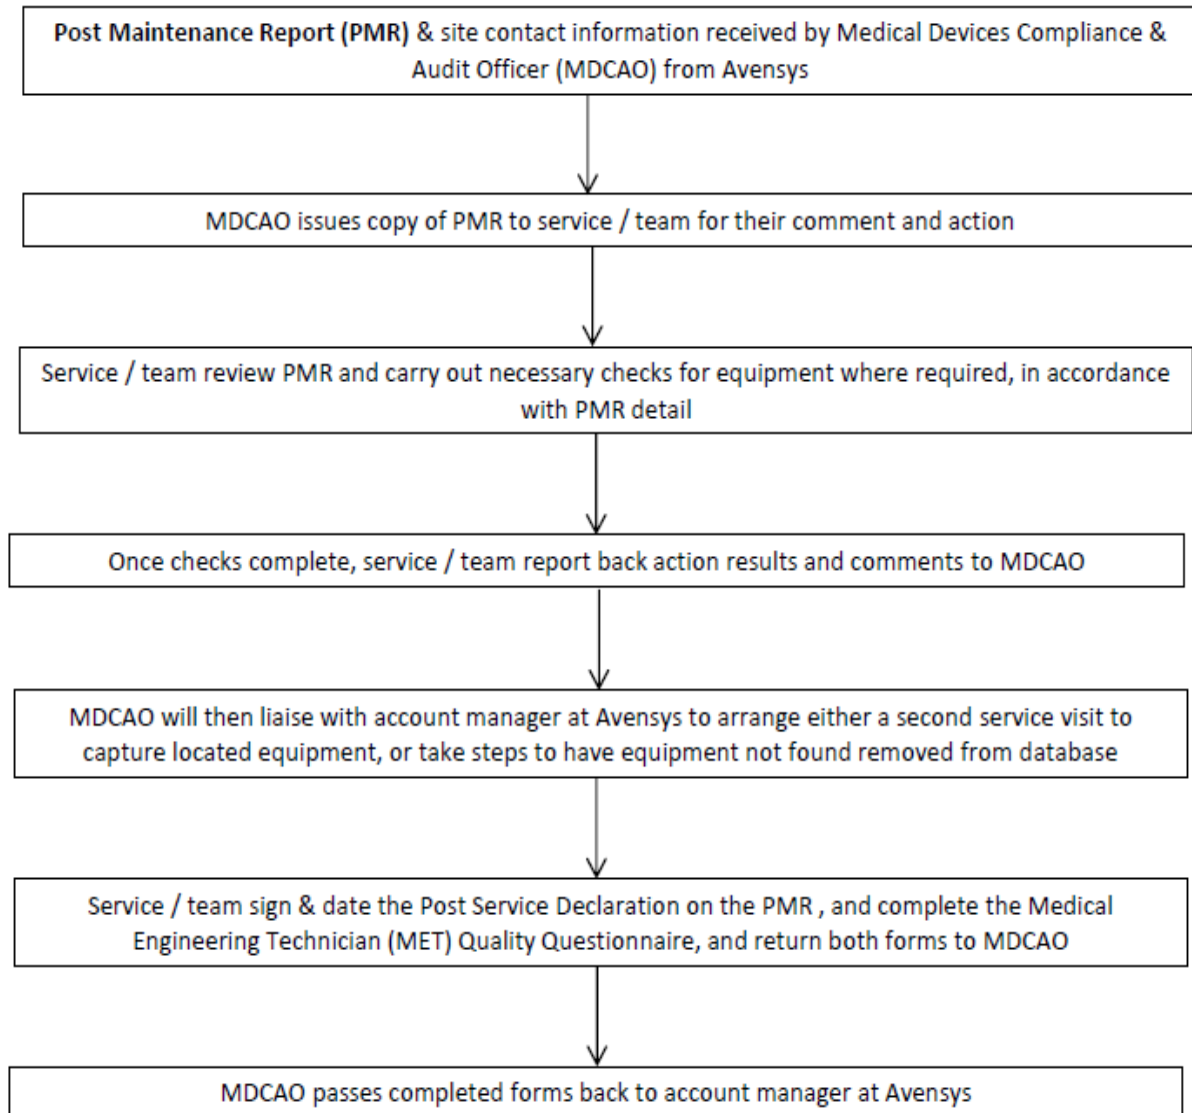 Post Maintenance Report (PMR) & site contact information received by Medical Devices Compliance &
Audit Officer (MDCAO) from Avensys
MDCAO issues copy of PMR to service / team for their comment and action
Service / team review PMR and carry out necessary checks for equipment where required, in accordance
with PMR detail
Once checks complete, service / team report back action results and comments to MDCAO
MDCAO will then liaise with account manager at Avensys to arrange either a second service visit to
capture located equipment, or take steps to have equipment not found removed from database
Service / team sign & date the Post Service Declaration on the PMR , and complete the Medical
Engineering Technician (MET) Quality Questionnaire, and return both forms to MDCAO
MDCAO passes completed forms back to account manager at Avensys